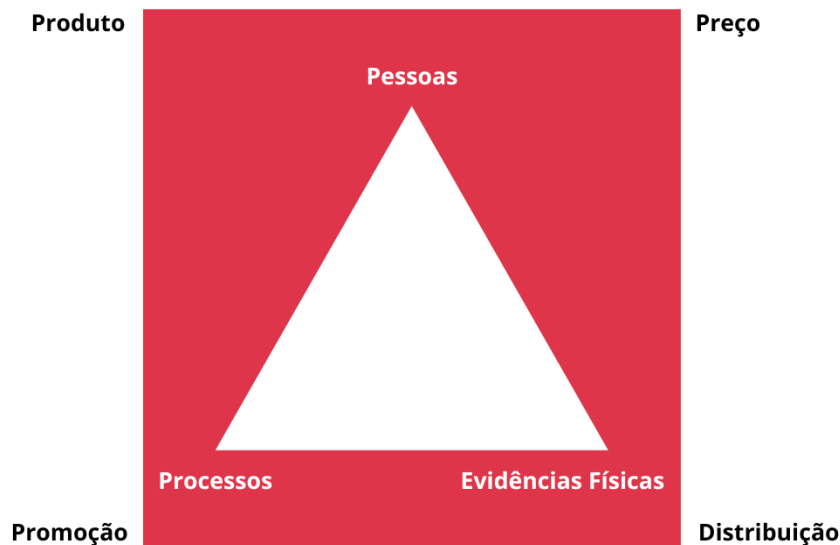 Produto
Preço
Pessoas
Processos
Evidências Físicas
Promoção
Distribuição